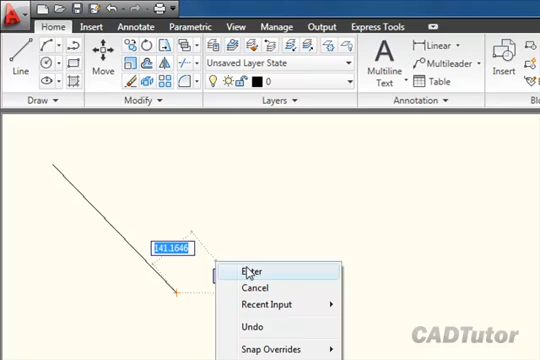 Home Insert Annotate Parametric View Manage Output Express Tools
Line
Move
Unsaved Layer State
0
A
Multiline
Text
Linear
Multileader
Table
Insert
Draw
Modify
Layers
Annotation
141.1646
Enter
Cancel
Recent Input
Undo
Snap Overrides
CADTutor